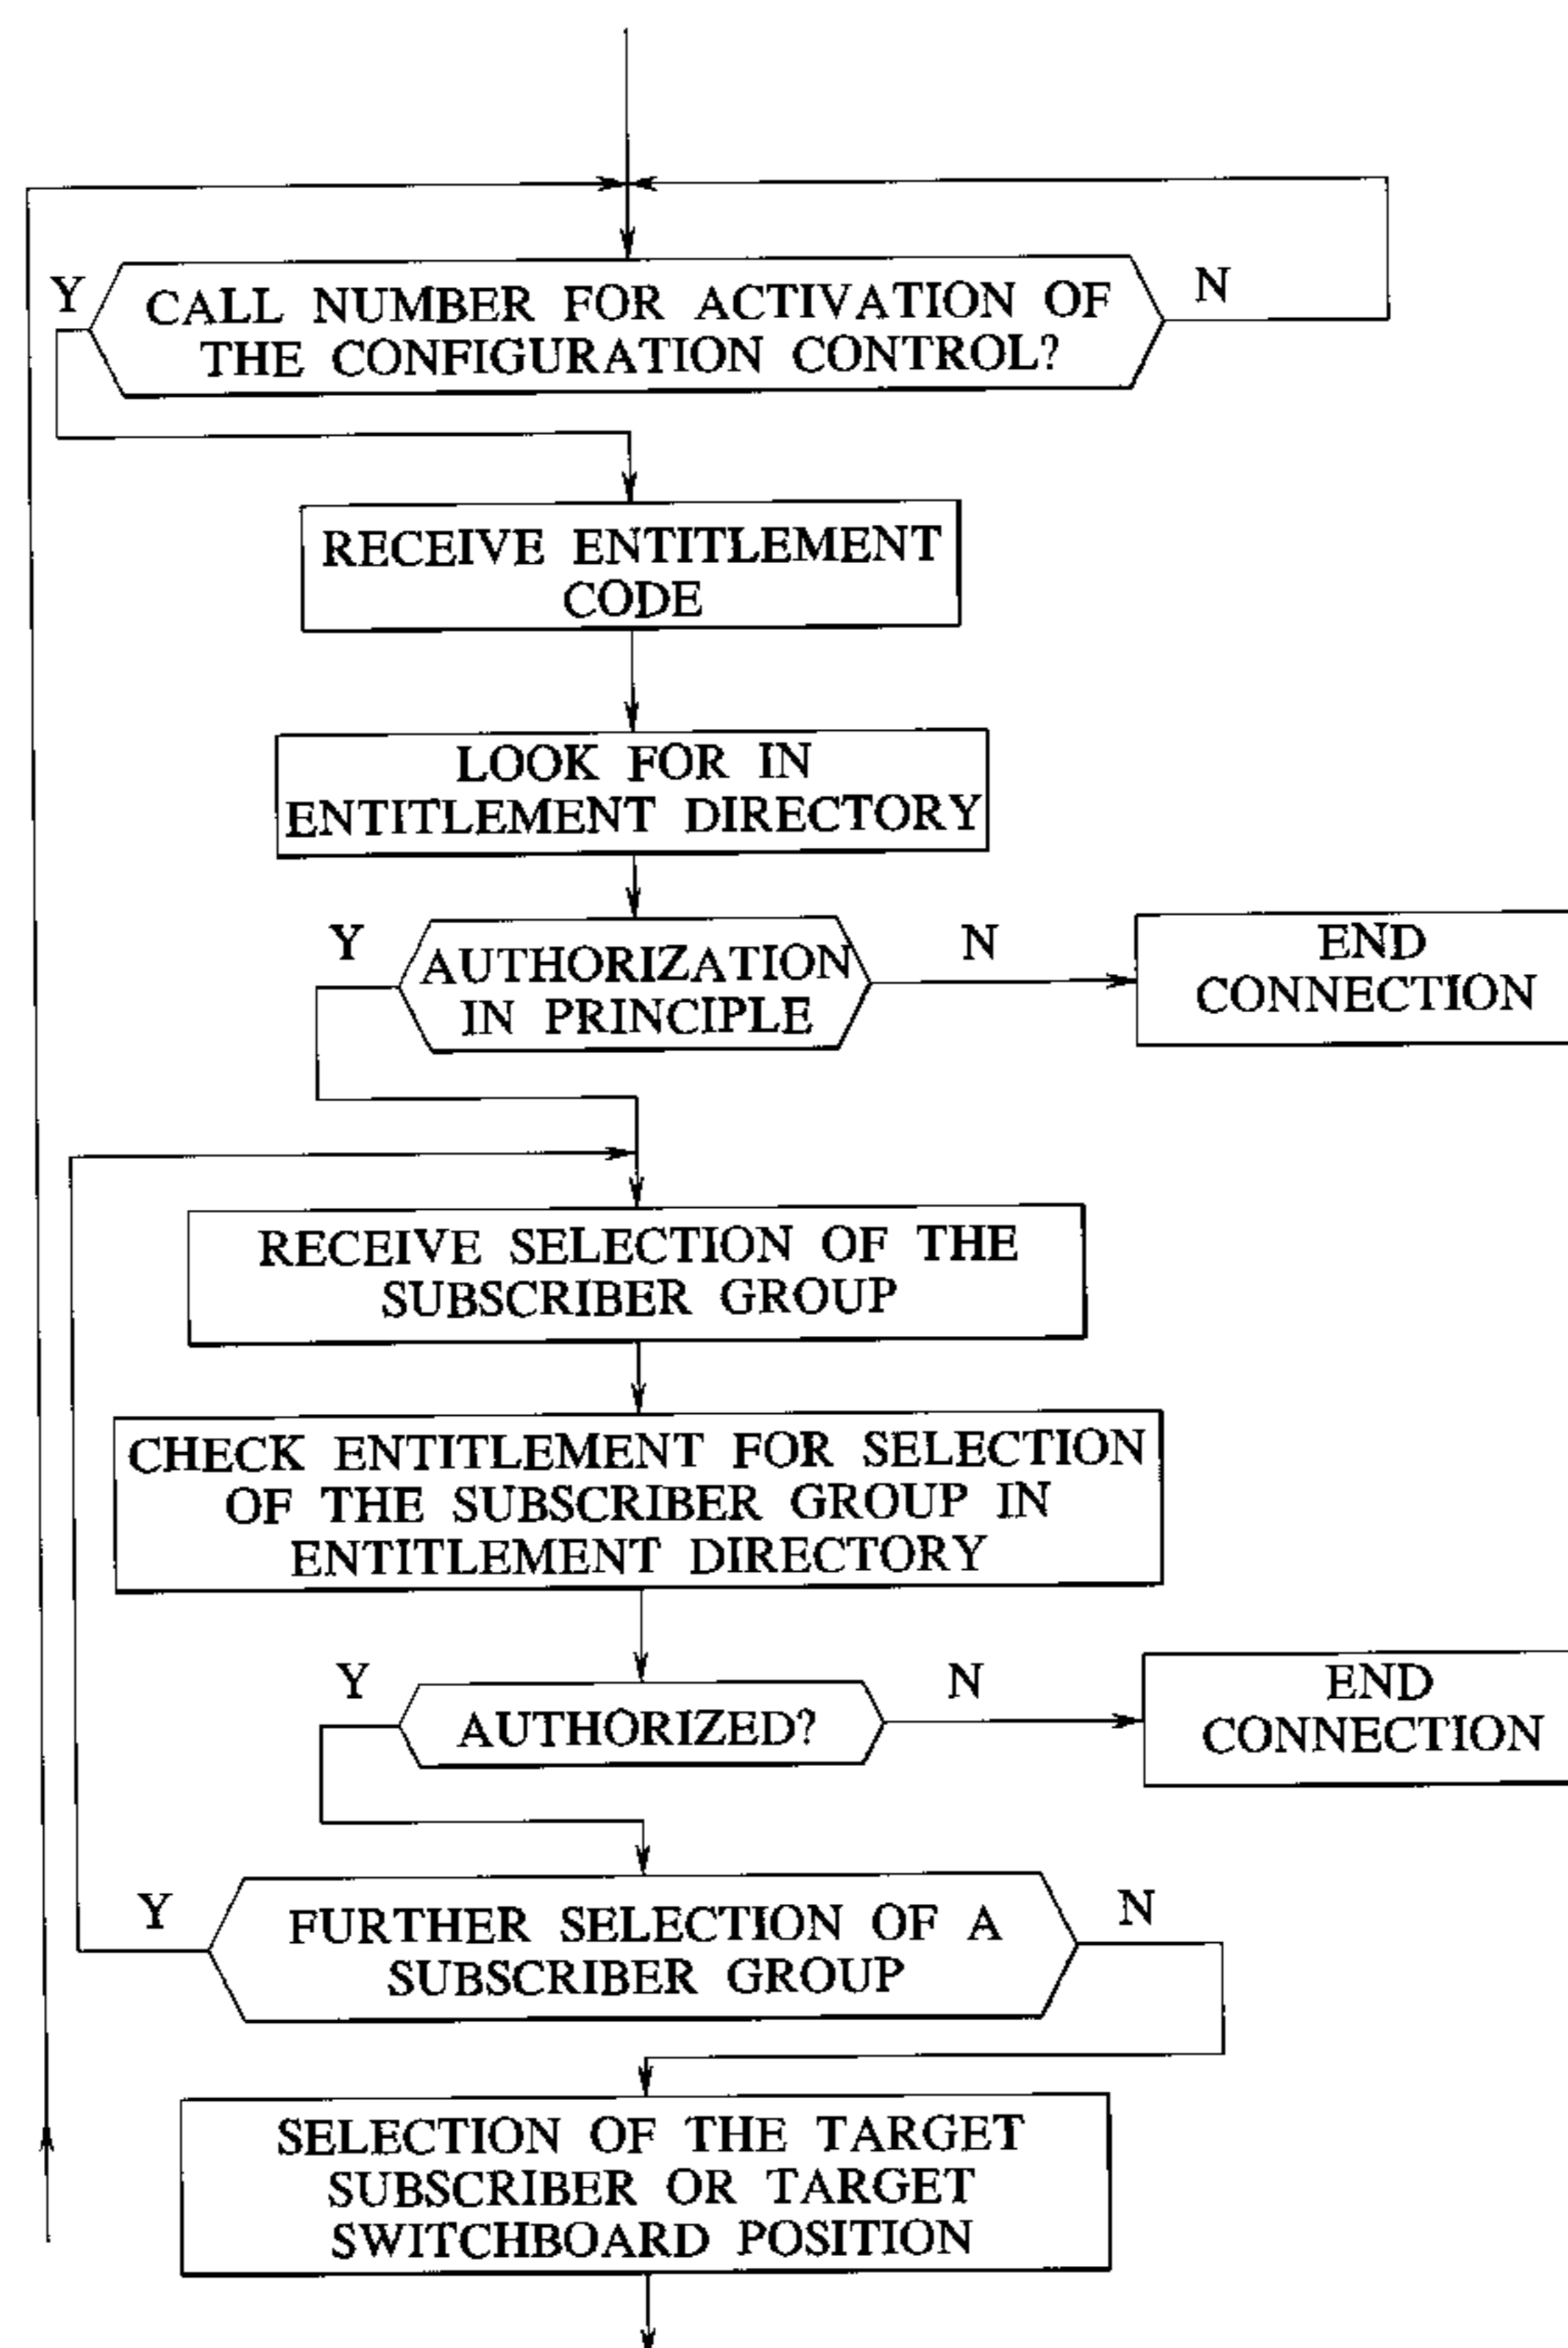 Y
CALL NUMBER FOR ACTIVATION OF
THE CONFIGURATION CONTROL?
N
RECEIVE ENTITLEMENT
CODE
LOOK FOR IN
ENTITLEMENT DIRECTORY
Y
AUTHORIZATION
IN PRINCIPLE
N
END
CONNECTION
RECEIVE SELECTION OF THE
SUBSCRIBER GROUP
CHECK ENTITLEMENT FOR SELECTION
OF THE SUBSCRIBER GROUP IN
ENTITLEMENT DIRECTORY
Y
AUTHORIZED?
N
END
CONNECTION
Y
FURTHER SELECTION OF A
SUBSCRIBER GROUP
N
SELECTION OF THE TARGET
SUBSCRIBER OR TARGET
SWITCHBOARD POSITION